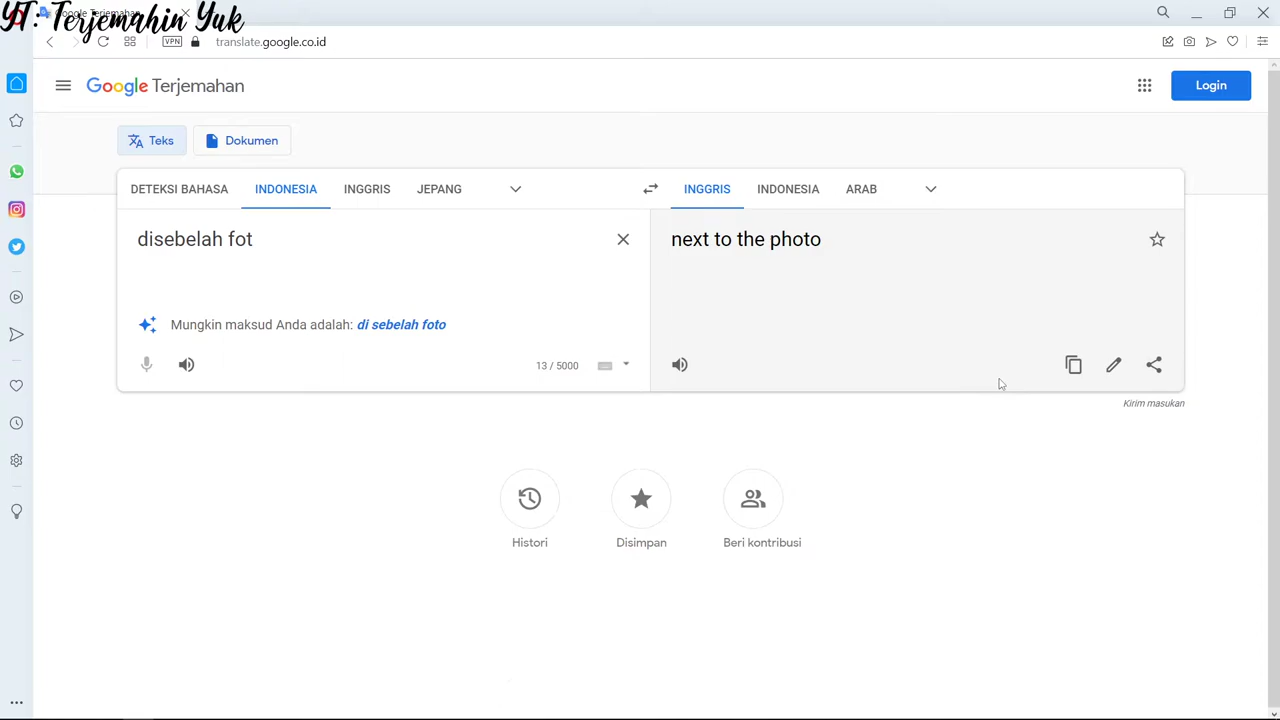 YT: Terjemahin Yuk
VPN translate.google.co.id
Google Terjemahan
Login
Teks Dokumen
DETEKSI BAHASA INDONESIA INGGRIS JEPANG INGGRIS INDONESIA ARAB
disebelah fot
next to the photo
Mungkin maksud Anda adalah: di sebelah foto
13 / 5000
Kirim masukan
Histori Disimpan Beri kontribusi